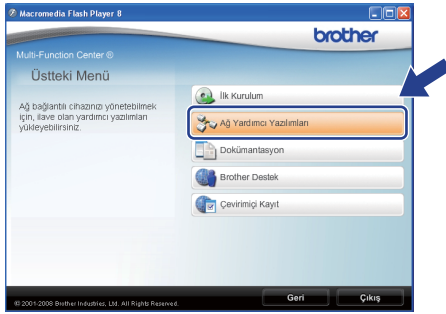 Macromedia Flash Player 8
brother
Multi-Function Center ®
Üstteki Menü
Ağ bağlantılı cihazınızı yönetebilmek
için, ilave olan yardımcı yazılımları
yükleyebilirsiniz.
İlk Kurulum
Ağ Yardımcı Yazılımları
Dokümantasyon
Brother Destek
Çevirimiçi Kayıt
© 2001-2008 Brother Industries, Ltd. All Rights Reserved.
Geri
Çıkış